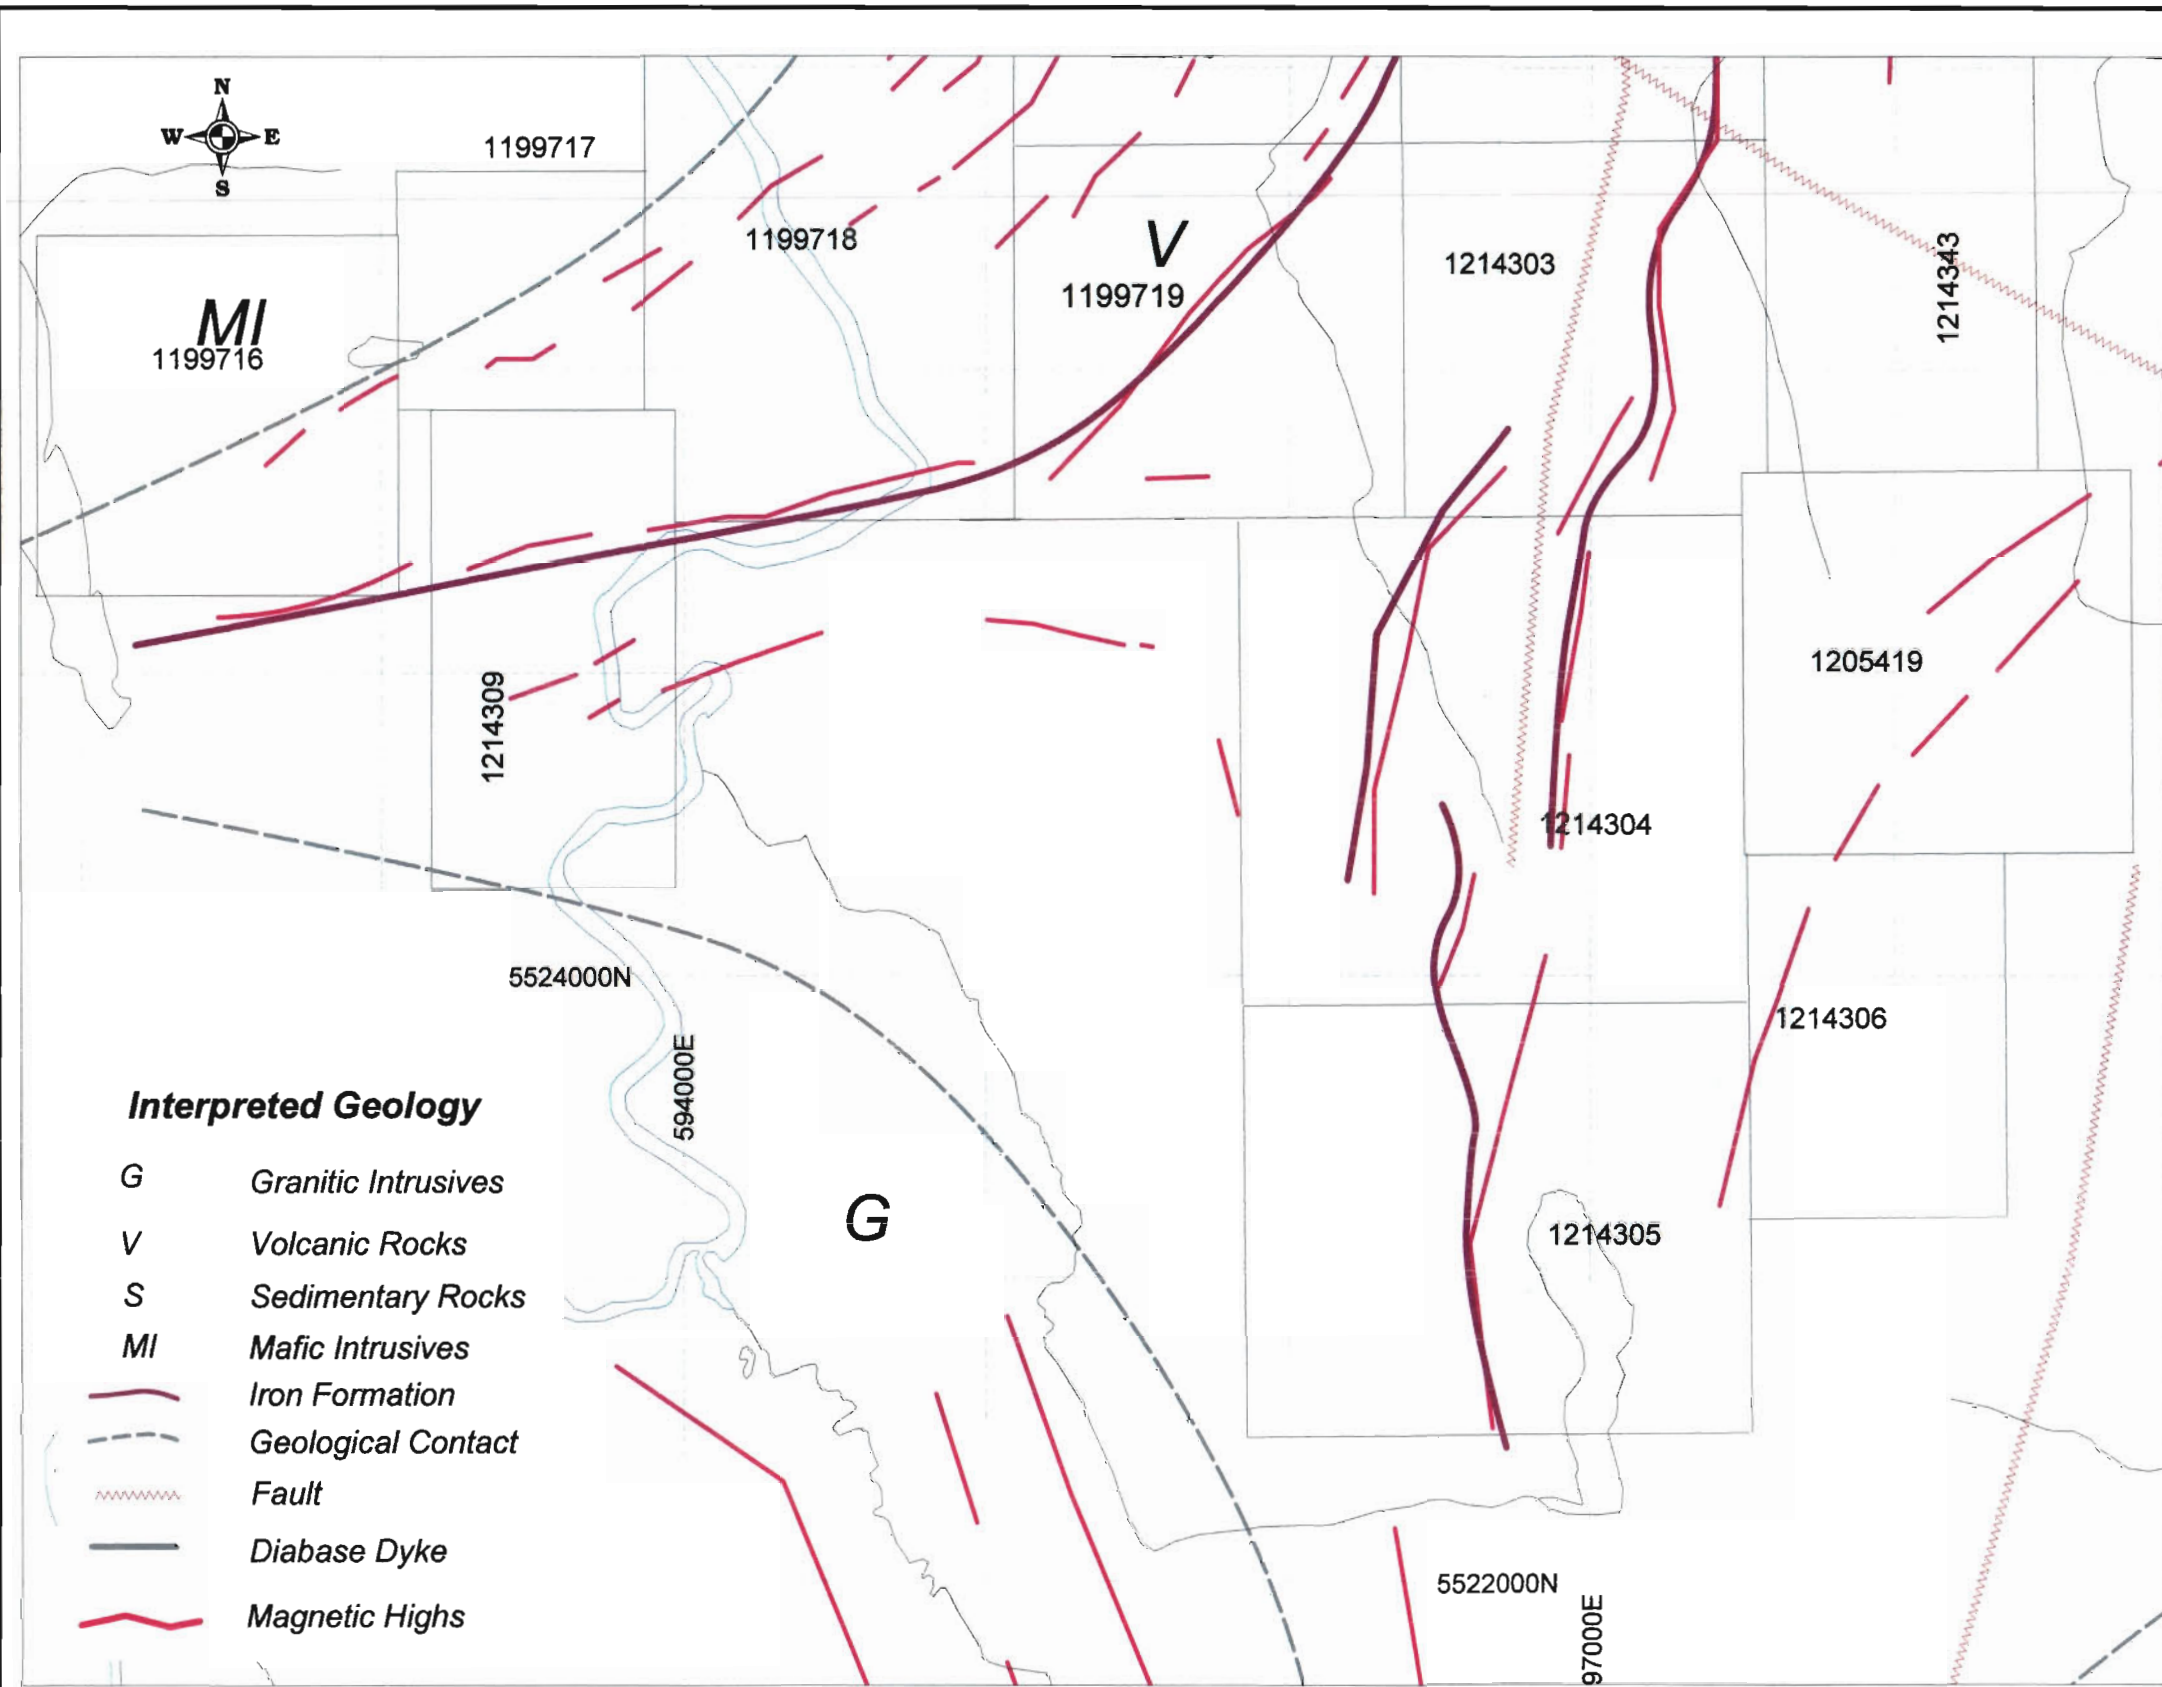 N
W E
S
1199717
1199718
V
1199719
1214303
1214343
MI
1199716
1205419
1214309
1214304
5524000N
594000E
1214306
G
1214305
Interpreted Geology
G Granitic Intrusives
V Volcanic Rocks
S Sedimentary Rocks
MI Mafic Intrusives
Iron Formation
Geological Contact
Fault
Diabase Dyke
Magnetic Highs
5522000N
97000E